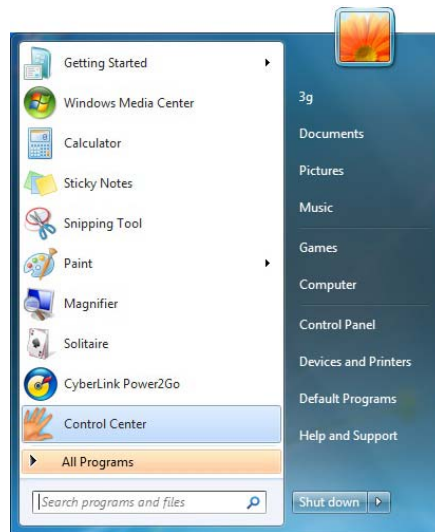 Getting Started
Windows Media Center
Calculator
Sticky Notes
Snipping Tool
Paint
Magnifier
Solitaire
CyberLink Power2Go
Control Center
All Programs
Search programs and files
3g
Documents
Pictures
Music
Games
Computer
Control Panel
Devices and Printers
Default Programs
Help and Support
Shut down